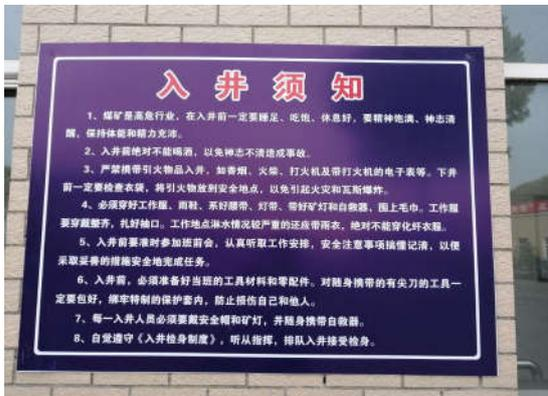 入井须知
1、煤矿是高危行业，在入井前一定要睡足、吃饱、休息好，要精神饱满、神志清
醒，保持体能和精力充沛。
2、入井前绝对不能喝酒，以免神志不清造成事故。
3、严禁携带引火物品入井，如香烟、火柴、打火机及带打火机的电子表等。下井
前一定要检查衣袋，将引火物放到安全地点，以免引起火灾和瓦斯爆炸。
4、必须穿好工作服、雨鞋、系好腰带、灯带、带好矿灯和自救器，围上毛巾。工作服
要穿戴整齐，扎好袖口。工作地点淋水情况较严重的还应带雨衣，绝对不能穿化纤衣服。
5、入井前要准时参加班前会，认真听取工作安排，安全注意事项搞懂记清，以便
采取妥善的措施安全地完成任务。
6、入井前，必须准备好当班的工具材料和零配件。对随身携带的有尖刀的工具一
定要包好，绑牢特制的保护套内，防止损伤自己和他人。
7、每一入井人员必须要戴安全帽和矿灯，并随身携带自救器。
8、自觉遵守《入井检身制度》，听从指挥，排队入井接受检身。